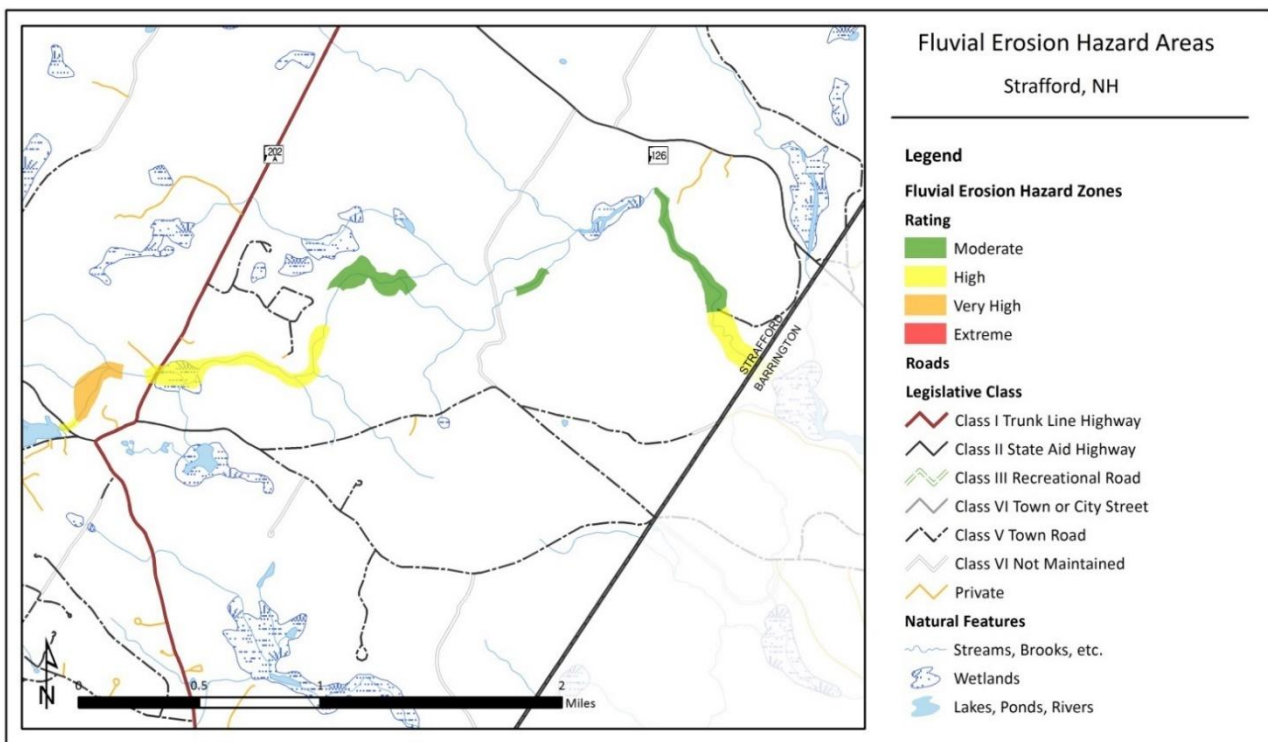 Fluvial Erosion Hazard Areas
Strafford, NH
Legend
Fluvial Erosion Hazard Zones
Rating
Moderate
High
Very High
Extreme
Roads
Legislative Class
Class I Trunk Line Highway
Class II State Aid Highway
Class III Recreational Road
Class VI Town or City Street
Class V Town Road
Class VI Not Maintained
Private
Natural Features
Streams, Brooks, etc.
Wetlands
Lakes, Ponds, Rivers
202
A
126
STRAFFORD
BARRINGTON
N
0 0.5 1 2
Miles